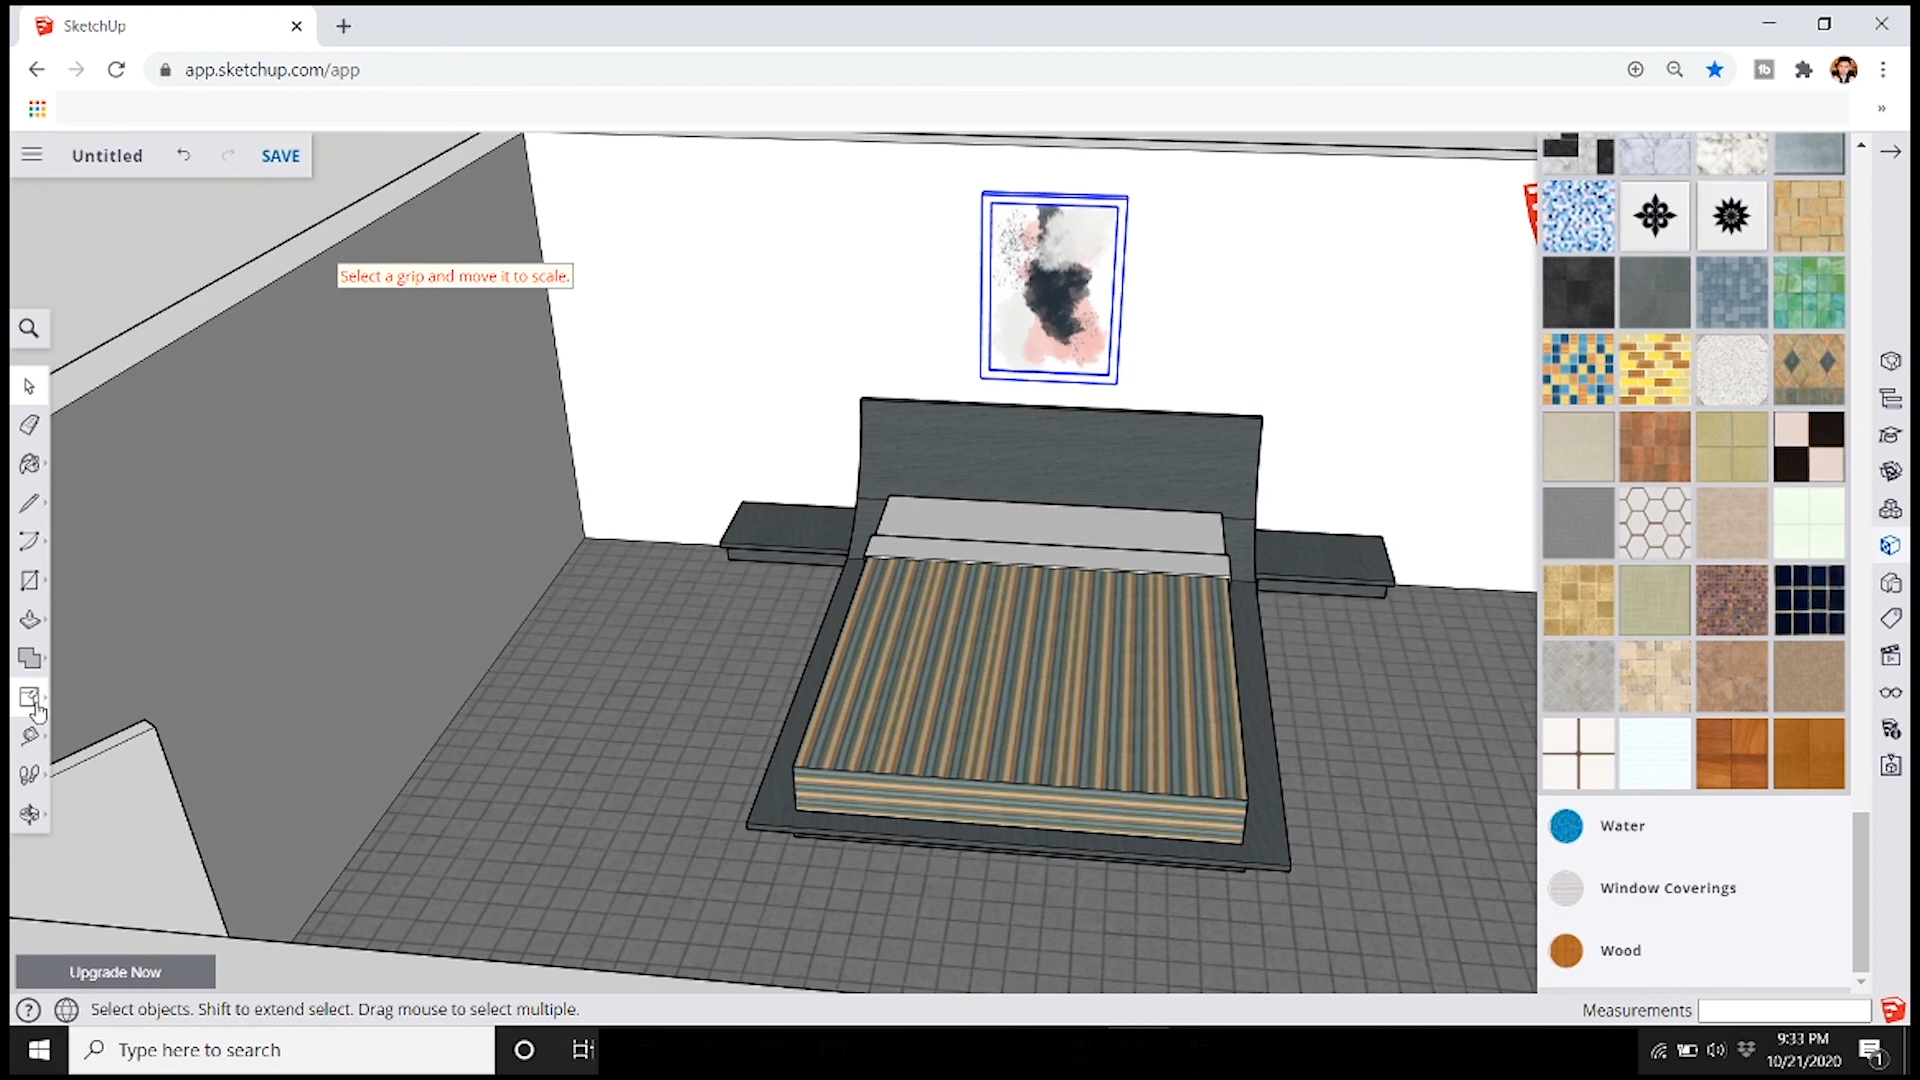 SketchUp
app.sketchup.com/app
Untitled
SAVE
Select a grip and move it to scale.
Water
Window Coverings
Wood
Upgrade Now
Select objects. Shift to extend select. Drag mouse to select multiple.
Measurements
Type here to search
9:33 PM
10/21/2020
1